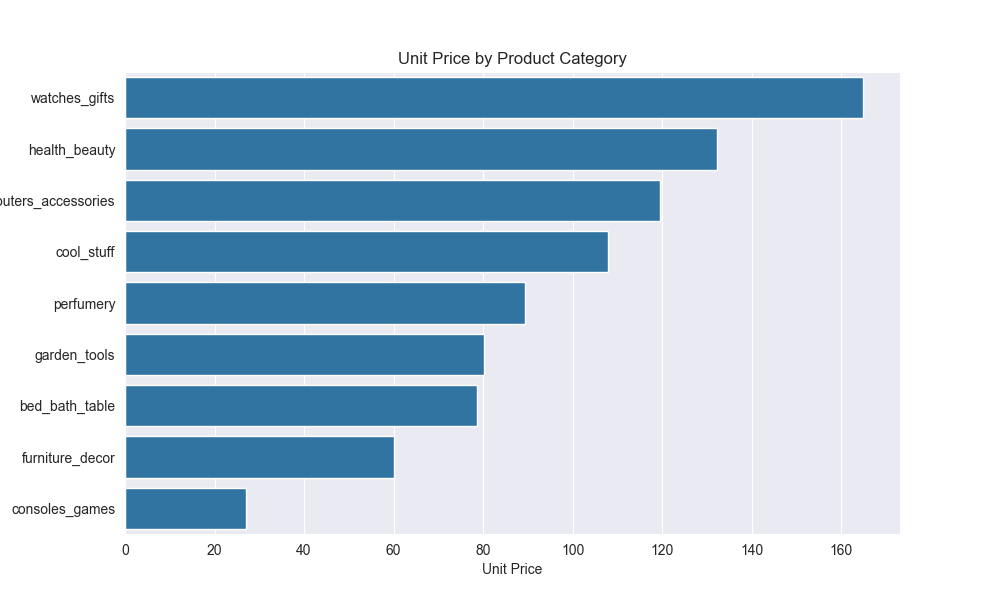 Unit Price by Product Category
watches_gifts
health_beauty
outers_accessories
cool_stuff
perfumery
garden_tools
bed_bath_table
furniture_decor
consoles_games
0 20 40 60 80 100 120 140 160
Unit Price